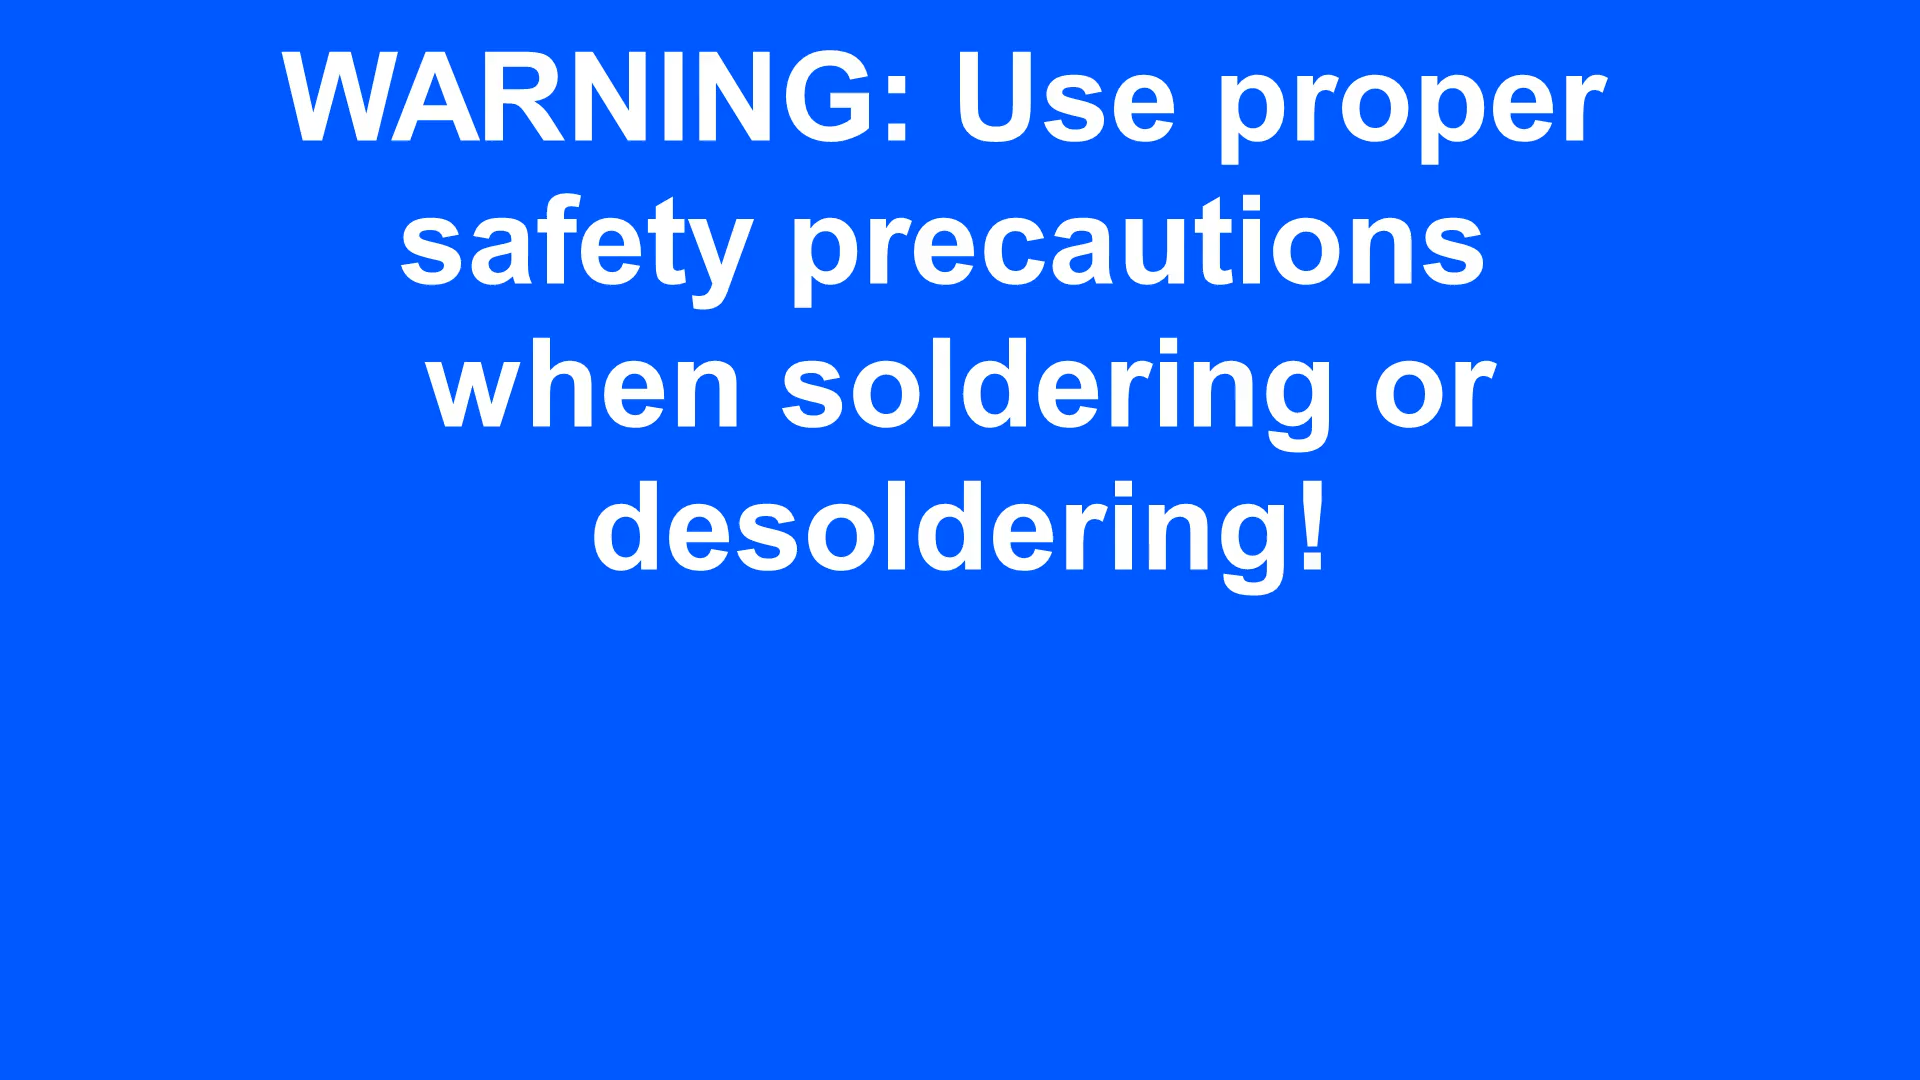 WARNING: Use proper
safety precautions
when soldering or
desoldering!